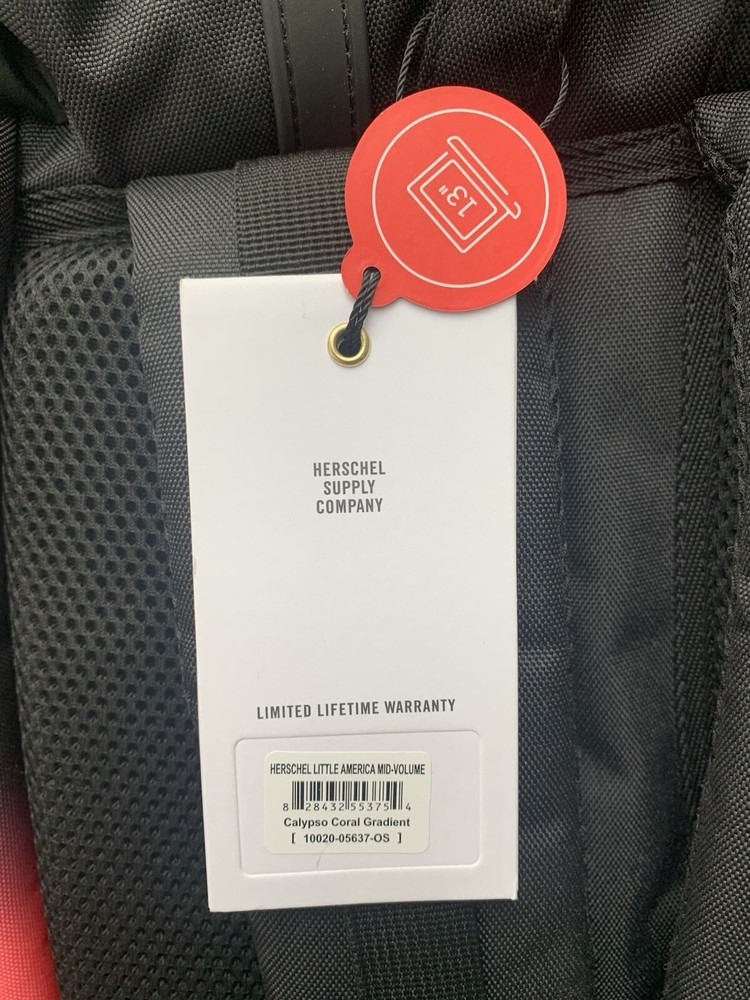 13"
HERSCHEL
SUPPLY
COMPANY
LIMITED LIFETIME WARRANTY
HERSCHEL LITTLE AMERICA MID-VOLUME
8 28432 55375 4
Calypso Coral Gradient
[ 10020-05637-OS ]